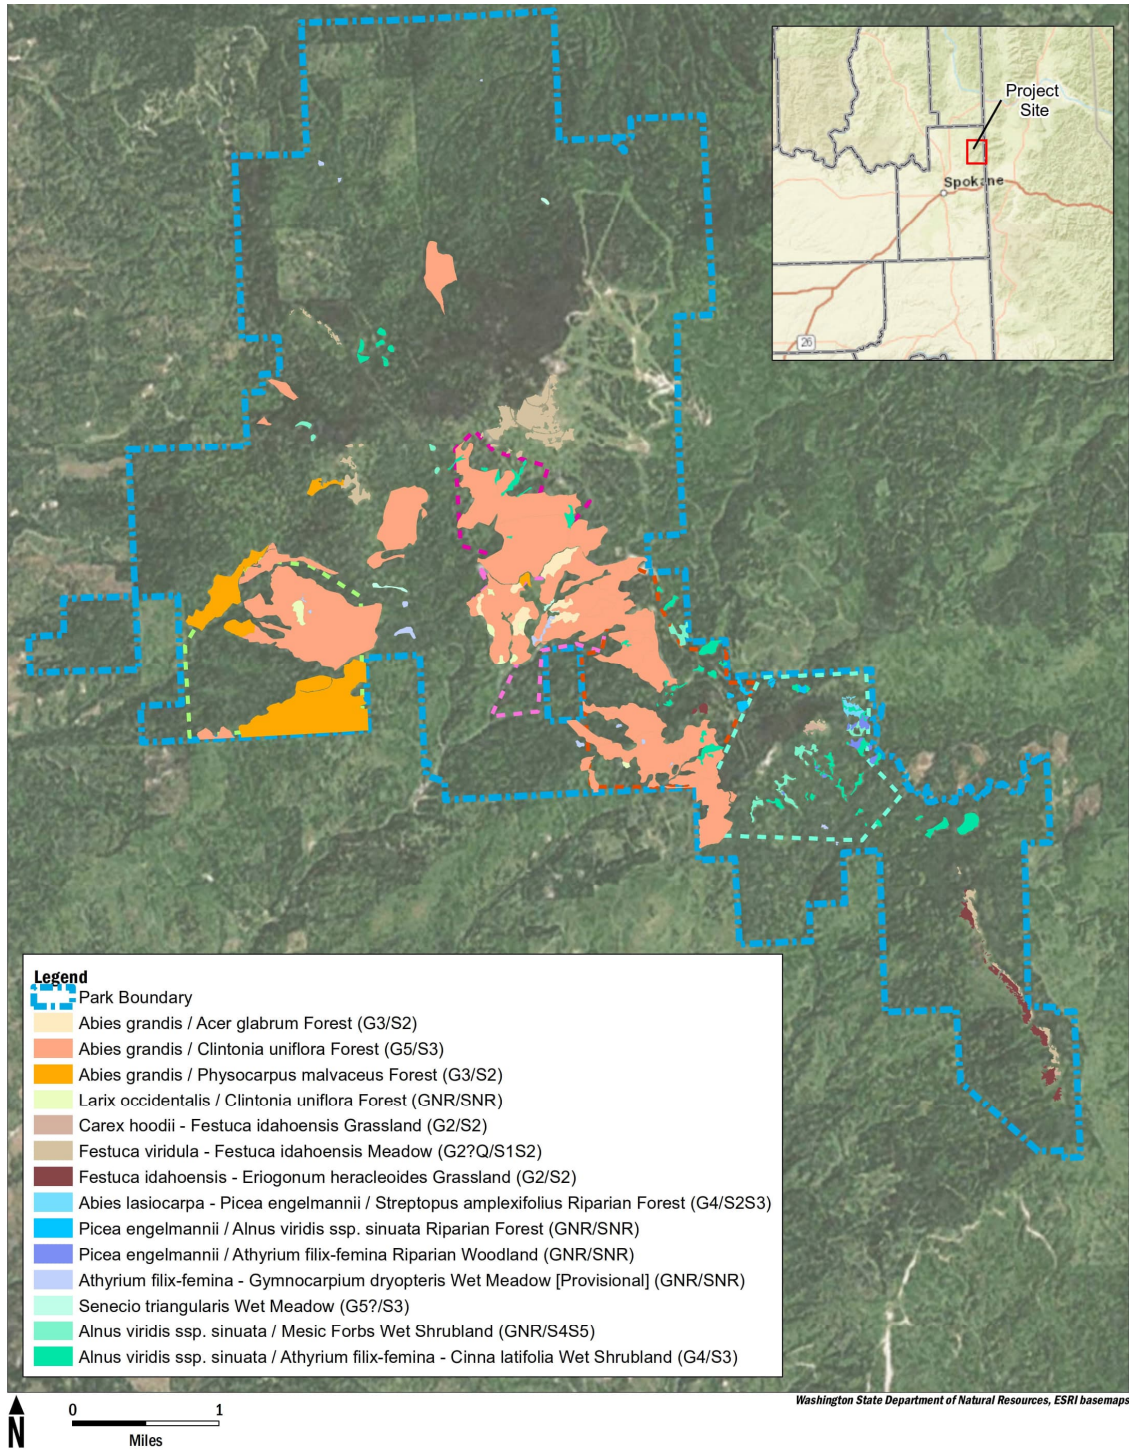 Project
Site
Spokane
26
Legend
Park Boundary
Abies grandis / Acer glabrum Forest (G3/S2)
Abies grandis / Clintonia uniflora Forest (G5/S3)
Abies grandis / Physocarpus malvaceus Forest (G3/S2)
Larix occidentalis / Clintonia uniflora Forest (GNR/SNR)
Carex hoodii - Festuca idahoensis Grassland (G2/S2)
Festuca viridula - Festuca idahoensis Meadow (G2?Q/S1S2)
Festuca idahoensis - Eriogonum heracleoides Grassland (G2/S2)
Abies lasiocarpa - Picea engelmannii / Streptopus amplexifolius Riparian Forest (G4/S2S3)
Picea engelmannii / Alnus viridis ssp. sinuata Riparian Forest (GNR/SNR)
Picea engelmannii / Athyrium filix-femina Riparian Woodland (GNR/SNR)
Athyrium filix-femina - Gymnocarpium dryopteris Wet Meadow [Provisional] (GNR/SNR)
Senecio triangularis Wet Meadow (G5?/S3)
Alnus viridis ssp. sinuata / Mesic Forbs Wet Shrubland (GNR/S4S5)
Alnus viridis ssp. sinuata / Athyrium filix-femina - Cinna latifolia Wet Shrubland (G4/S3)
Washington State Department of Natural Resources, ESRI basemaps
N
0 1
Miles